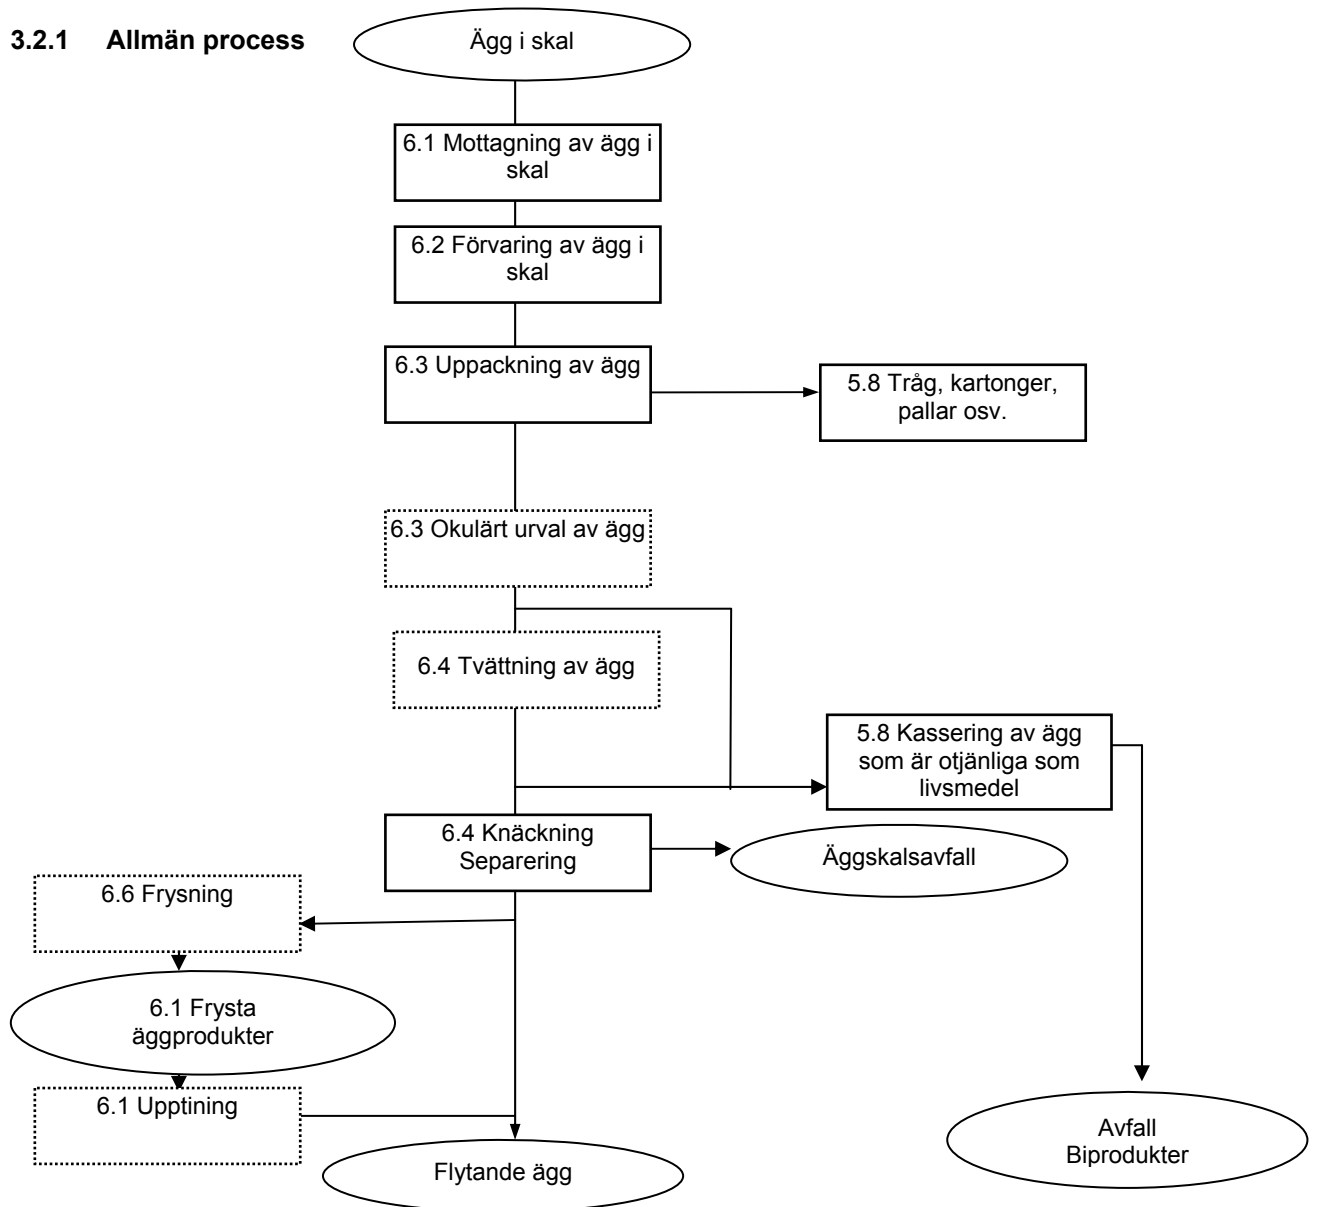 3.2.1 Allmän process
Ägg i skal
6.1 Mottagning av ägg i
skal
6.2 Förvaring av ägg i
skal
6.3 Uppackning av ägg
5.8 Tråg, kartonger,
pallar osv.
6.3 Okulärt urval av ägg
6.4 Tvättning av ägg
5.8 Kassering av ägg
som är otjänliga som
livsmedel
6.4 Knäckning
Separering
Äggskalsavfall
6.6 Frysning
6.1 Frysta
äggprodukter
6.1 Upptining
Flytande ägg
Avfall
Biprodukter